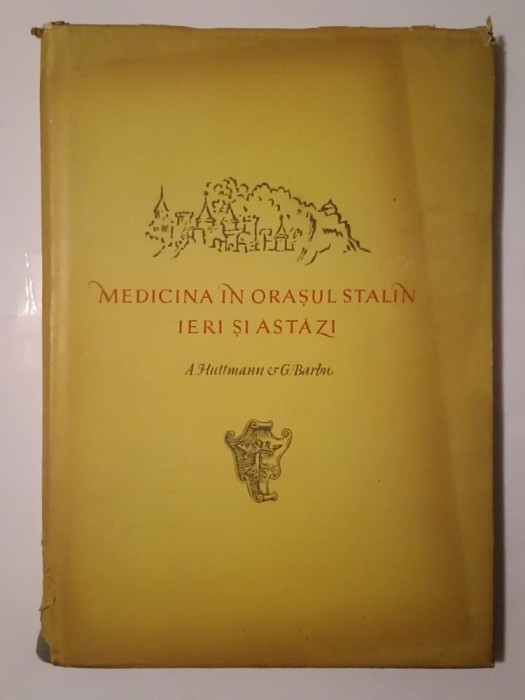 MEDICINA ÎN ORAȘUL STALIN
IERI ȘI ASTĂZI
A. Huttmann & G. Barbu